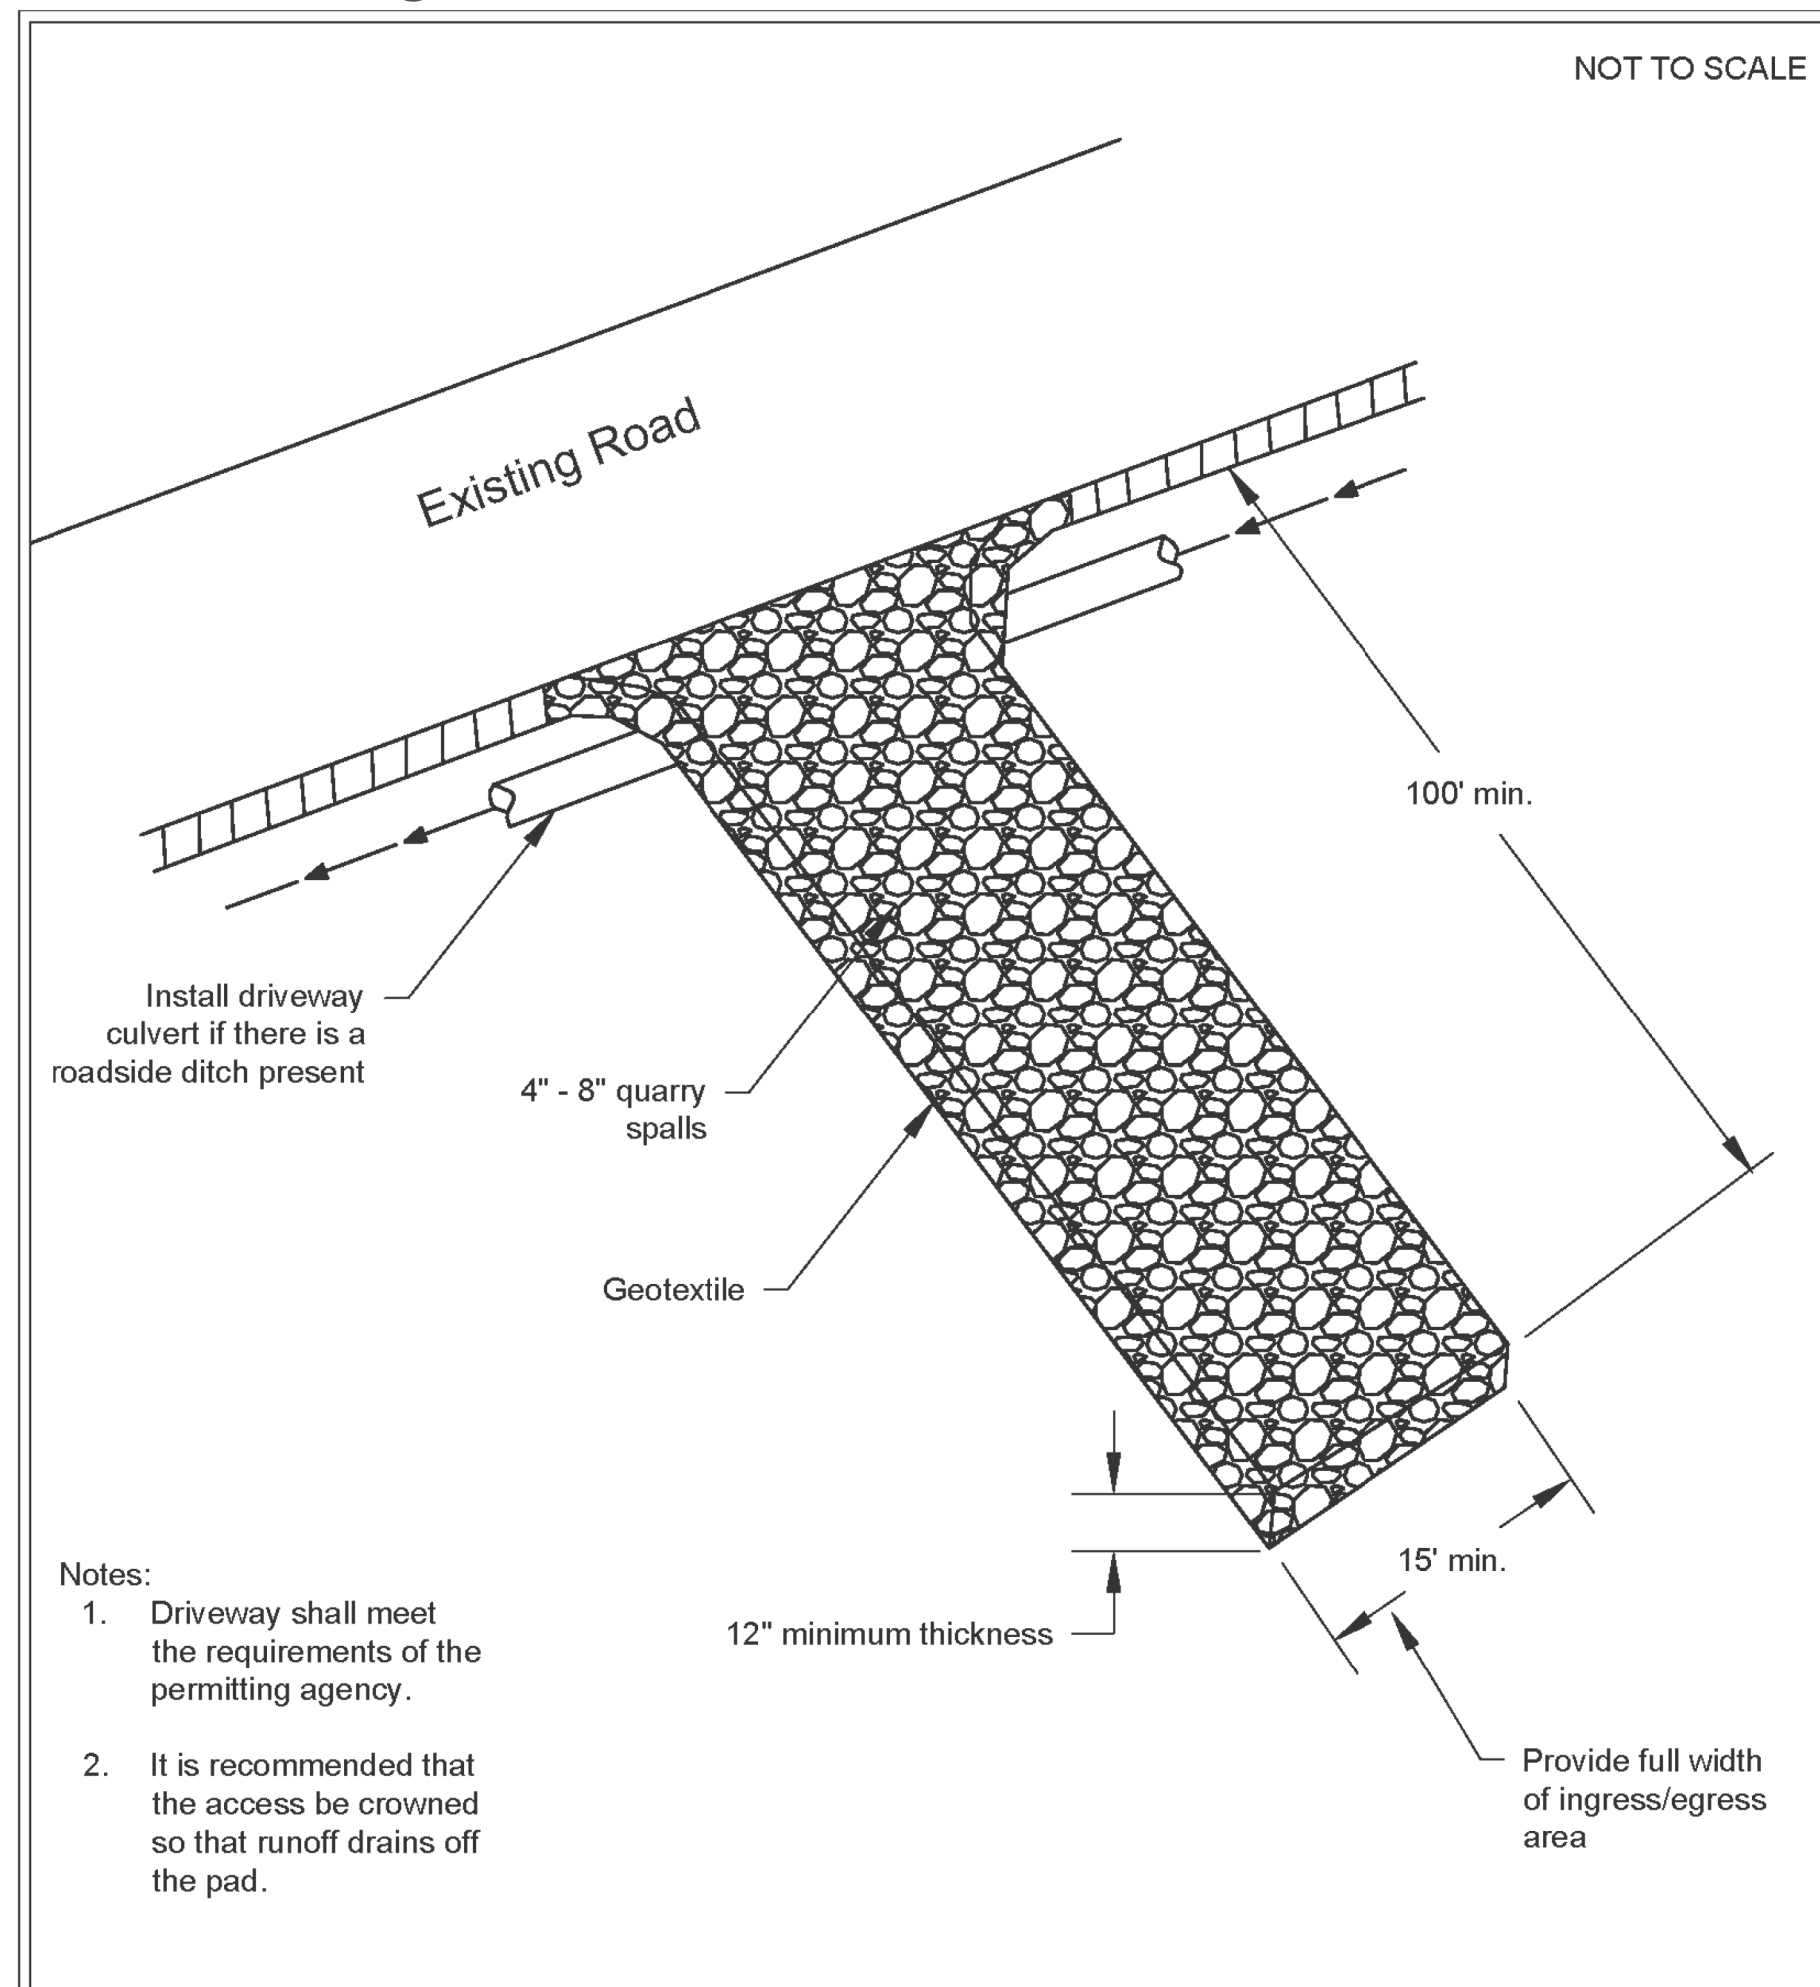 NOT TO SCALE
Existing Road
100' min.
Install driveway
culvert if there is a
roadside ditch present
4" - 8" quarry
spalls
Geotextile
15' min.
12" minimum thickness
Provide full width
of ingress/egress
area
Notes:
1. Driveway shall meet
the requirements of the
permitting agency.
2. It is recommended that
the access be crowned
so that runoff drains off
the pad.